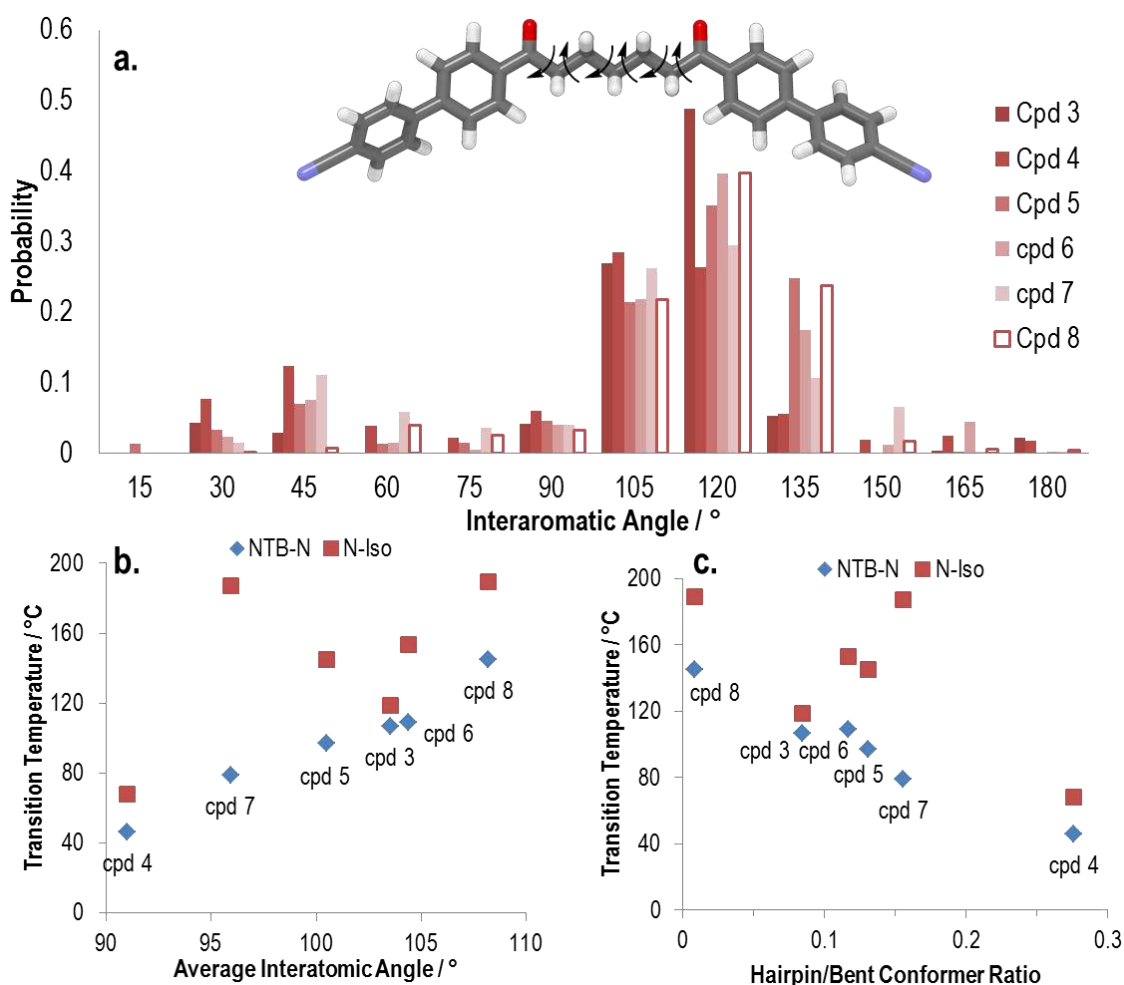 a.
0.6
0.5
0.4
0.3
0.2
0.1
0
Probability
15 30 45 60 75 90 105 120 135 150 165 180
Interaromatic Angle / °
Cpd 3
Cpd 4
Cpd 5
cpd 6
cpd 7
Cpd 8
b.
NTB-N N-Iso
200
160
120
80
40
0
Transition Temperature / °C
cpd 8
cpd 6
cpd 3
cpd 5
cpd 7
cpd 4
90 95 100 105 110
Average Interatomic Angle / °
c.
NTB-N N-Iso
200
160
120
80
40
0
Transition Temperature / °C
cpd 8
cpd 3 cpd 6
cpd 5
cpd 7
cpd 4
0 0.1 0.2 0.3
Hairpin/Bent Conformer Ratio